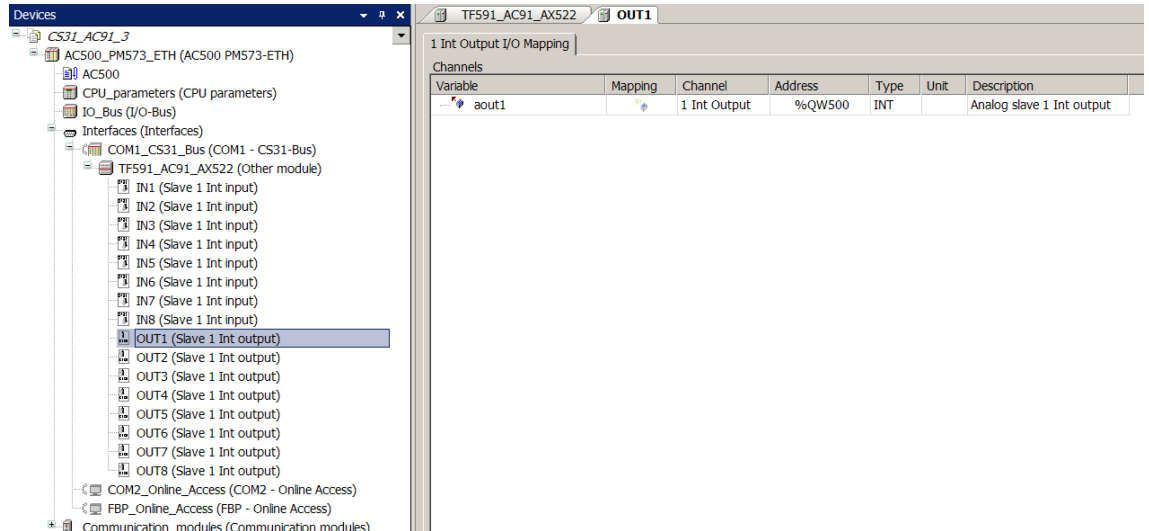 Devices
CS31_AC91_3
AC500_PM573_ETH (AC500 PM573-ETH)
AC500
CPU_parameters (CPU parameters)
IO_Bus (I/O-Bus)
Interfaces (Interfaces)
COM1_CS31_Bus (COM1 - CS31-Bus)
TF591_AC91_AX522 (Other module)
IN1 (Slave 1 Int input)
IN2 (Slave 1 Int input)
IN3 (Slave 1 Int input)
IN4 (Slave 1 Int input)
IN5 (Slave 1 Int input)
IN6 (Slave 1 Int input)
IN7 (Slave 1 Int input)
IN8 (Slave 1 Int input)
OUT1 (Slave 1 Int output)
OUT2 (Slave 1 Int output)
OUT3 (Slave 1 Int output)
OUT4 (Slave 1 Int output)
OUT5 (Slave 1 Int output)
OUT6 (Slave 1 Int output)
OUT7 (Slave 1 Int output)
OUT8 (Slave 1 Int output)
COM2_Online_Access (COM2 - Online Access)
FBP_Online_Access (FBP - Online Access)
Communication_modules (Communication modules)
TF591_AC91_AX522 OUT1
1 Int Output I/O Mapping
Channels
Variable Mapping Channel Address Type Unit Description
aout1 1 Int Output %QW500 INT Analog slave 1 Int output